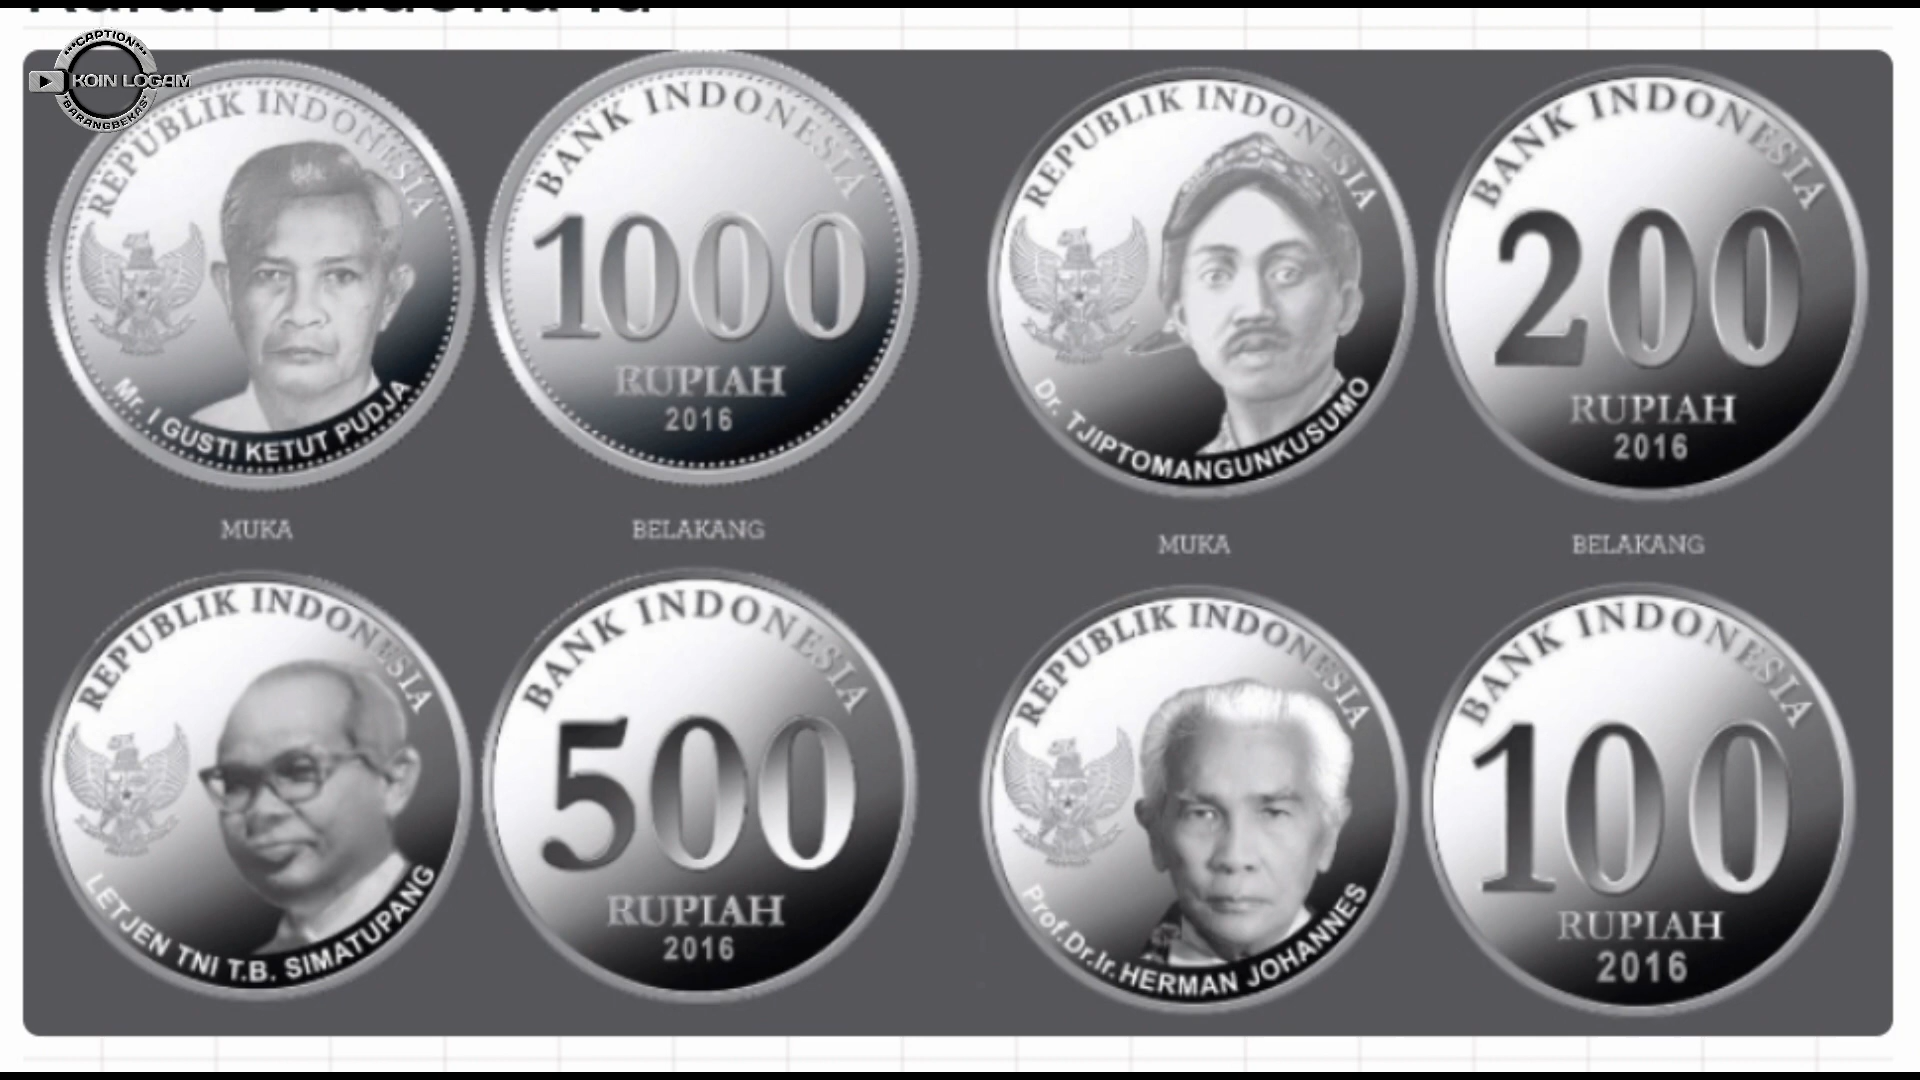 CAPTION
KOIN LOGAM
BARANGBEKAS
REPUBLIK INDONESIA
Mr. I GUSTI KETUT PUDJA
BANK INDONESIA
1000
RUPIAH
2016
REPUBLIK INDONESIA
Dr. TJIPTOMANGUNKUSUMO
BANK INDONESIA
200
RUPIAH
2016
MUKA
BELAKANG
MUKA
BELAKANG
REPUBLIK INDONESIA
LETJEN TNI T.B. SIMATUPANG
BANK INDONESIA
500
RUPIAH
2016
REPUBLIK INDONESIA
Prof.Dr.Ir.HERMAN JOHANNES
BANK INDONESIA
100
RUPIAH
2016